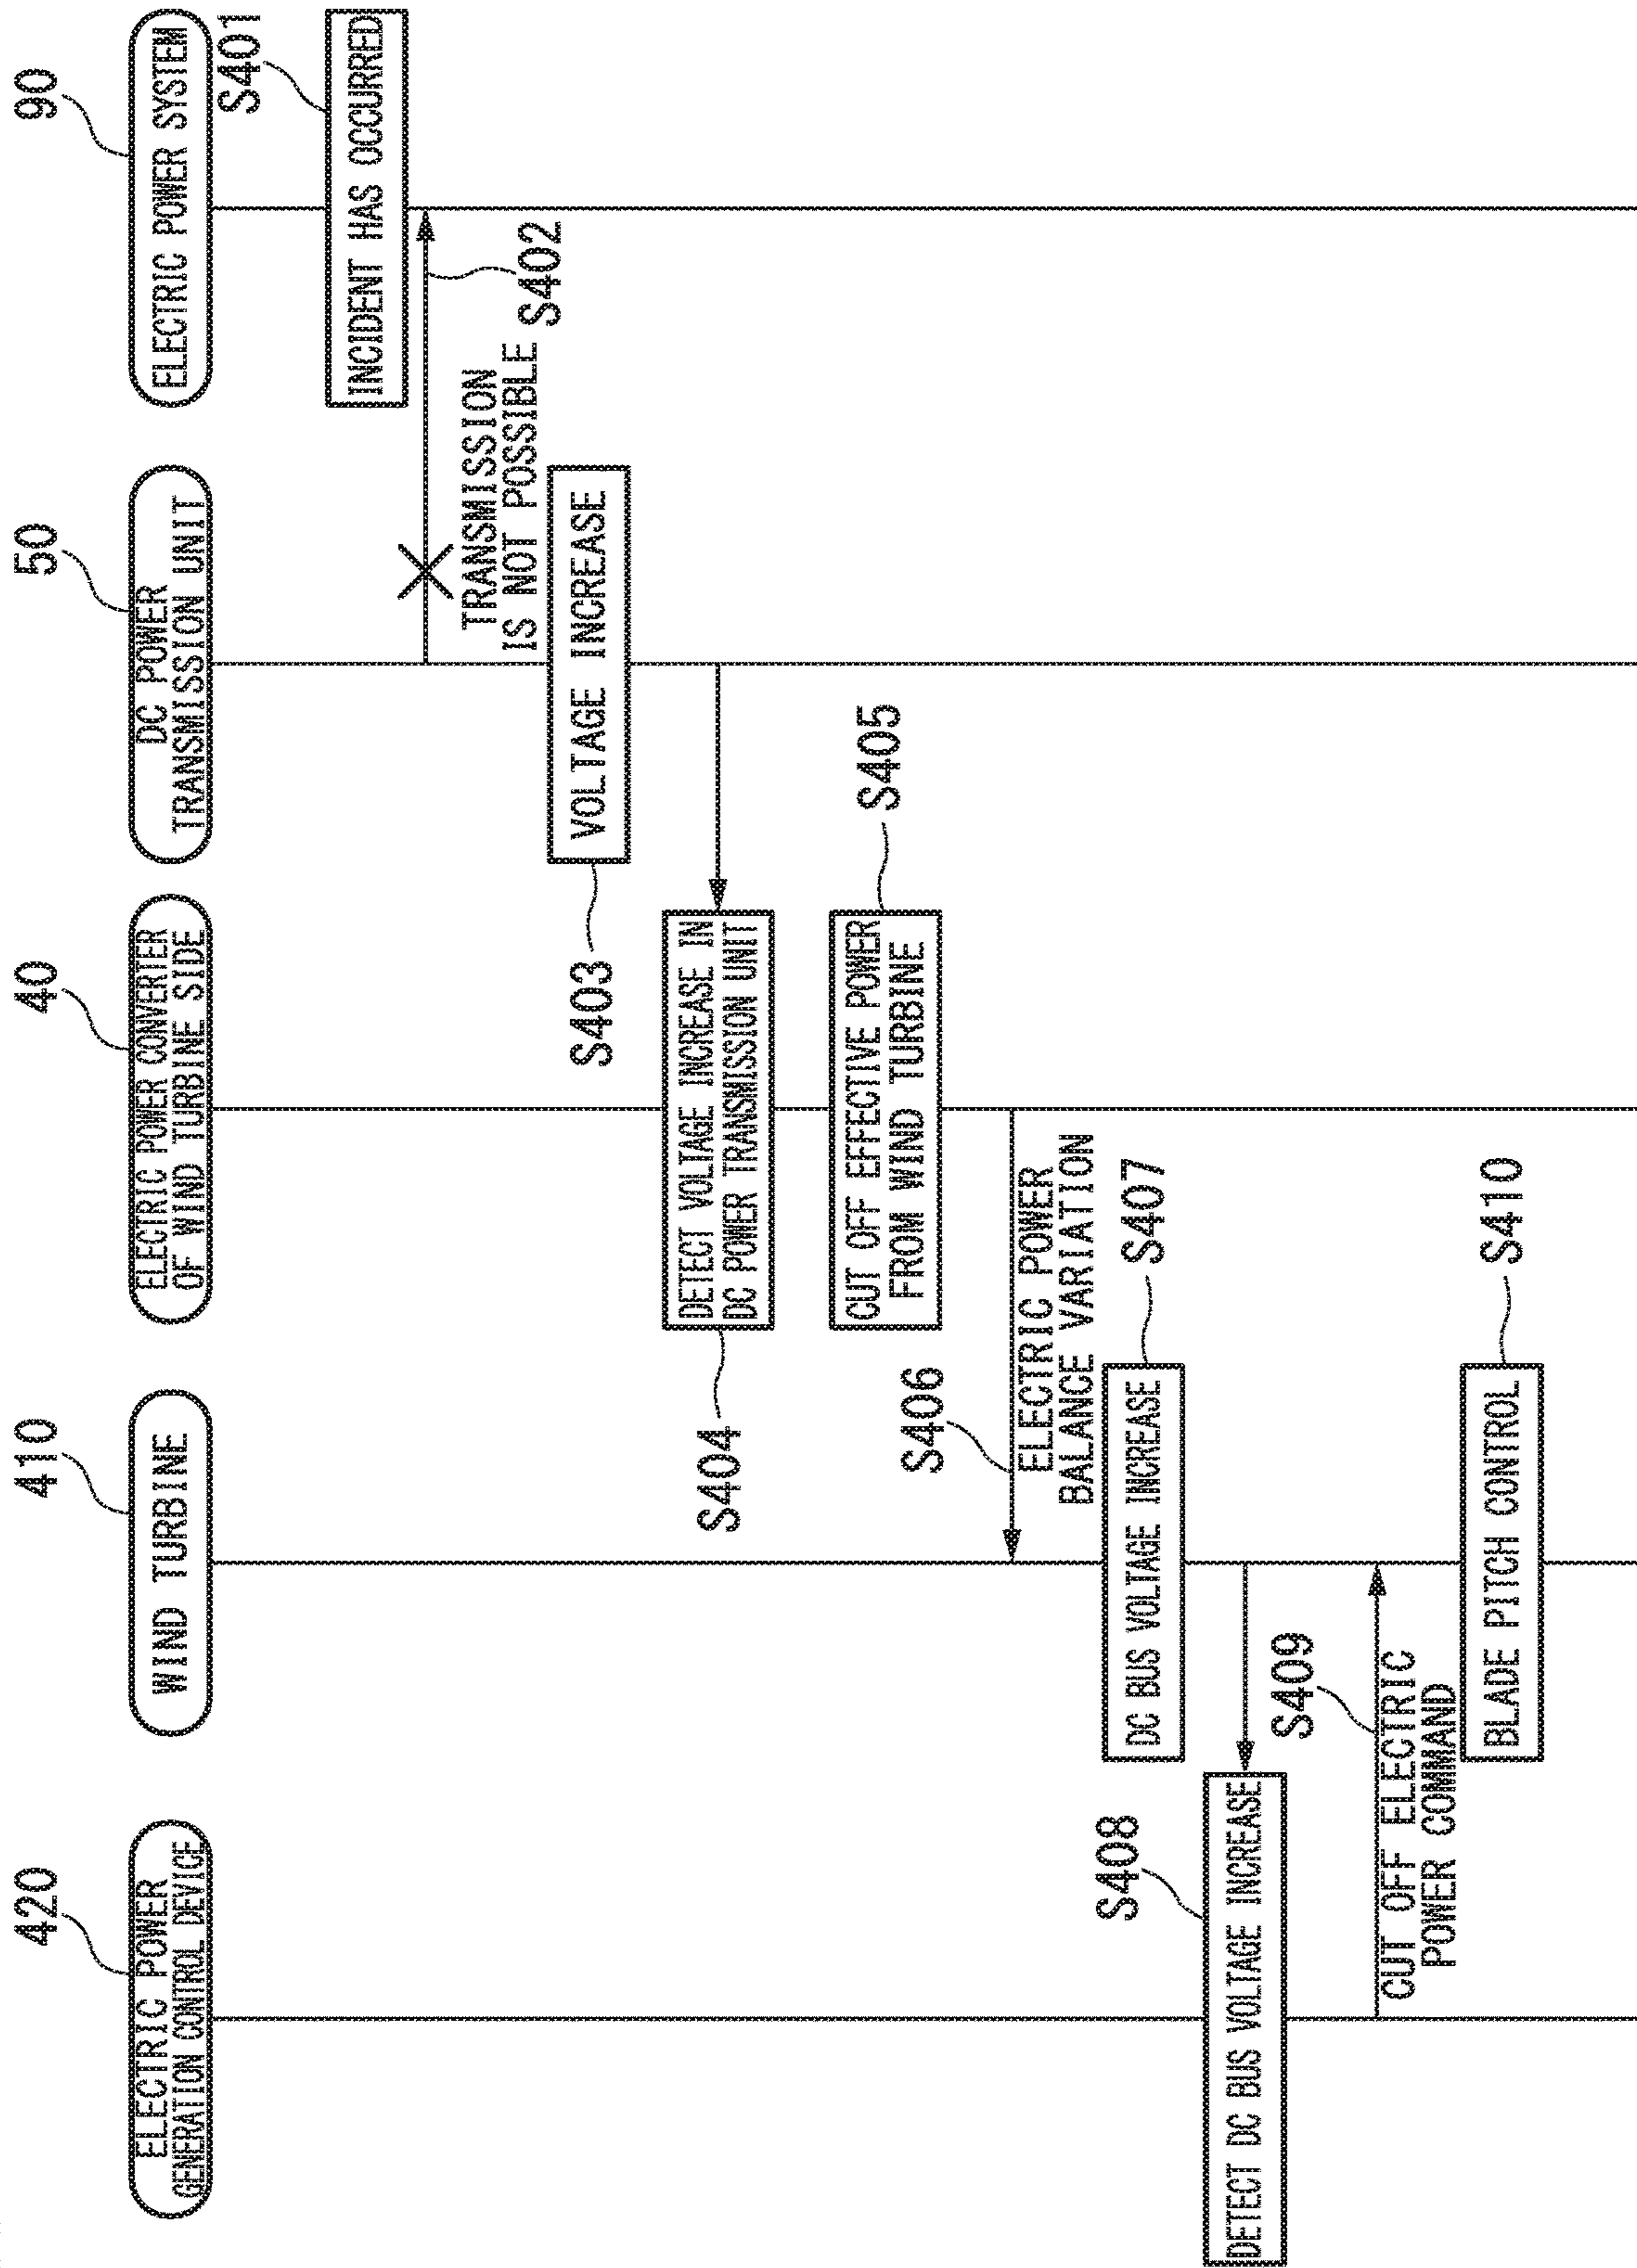 420
410
40
50
90
ELECTRIC POWER
GENERATION CONTROL DEVICE
WIND TURBINE
ELECTRIC POWER CONVERTER
OF WIND TURBINE SIDE
DC POWER
TRANSMISSION UNIT
ELECTRIC POWER SYSTEM
S401
INCIDENT HAS OCCURRED
TRANSMISSION
IS NOT POSSIBLE
S402
VOLTAGE INCREASE
S403
DETECT VOLTAGE INCREASE IN
DC POWER TRANSMISSION UNIT
S404
CUT OFF EFFECTIVE POWER
FROM WIND TURBINE
S405
S406
ELECTRIC POWER
BALANCE VARIATION
DC BUS VOLTAGE INCREASE
S407
S408
DETECT DC BUS VOLTAGE INCREASE
S409
CUT OFF ELECTRIC
POWER COMMAND
BLADE PITCH CONTROL
S410